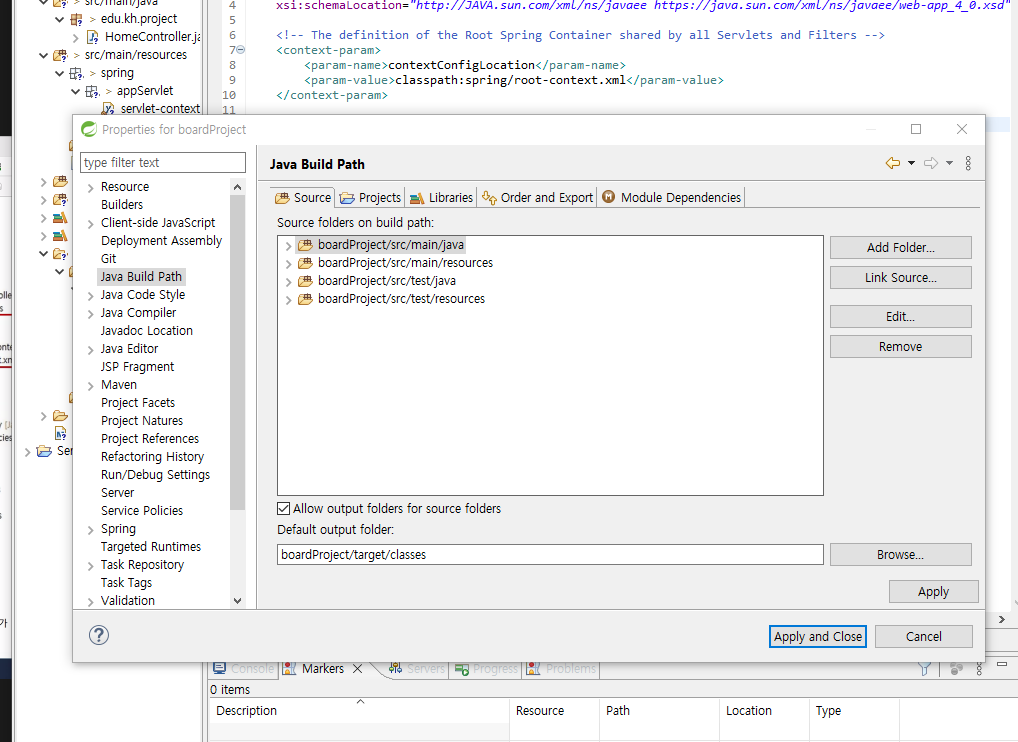 src/main/java
4 xsi:schemaLocation="http://JAVA.sun.com/xml/ns/javaee https://java.sun.com/xml/ns/javaee/web-app_4_0.xsd"
> edu.kh.project
5
> HomeController.ja
6 <!-- The definition of the Root Spring Container shared by all Servlets and Filters -->
> src/main/resources
7 <context-param>
> spring
8 <param-name>contextConfigLocation</param-name>
> appServlet
9 <param-value>classpath:spring/root-context.xml</param-value>
servlet-context
10 </context-param>
11
Properties for boardProject
type filter text
Resource
Builders
Client-side JavaScript
Deployment Assembly
Git
Java Build Path
Java Code Style
Java Compiler
Javadoc Location
Java Editor
JSP Fragment
Maven
Project Facets
Project Natures
Project References
Refactoring History
Run/Debug Settings
Server
Service Policies
Spring
Targeted Runtimes
Task Repository
Task Tags
Validation
Java Build Path
Source Projects Libraries Order and Export Module Dependencies
Source folders on build path:
boardProject/src/main/java
boardProject/src/main/resources
boardProject/src/test/java
boardProject/src/test/resources
Add Folder...
Link Source...
Edit...
Remove
Allow output folders for source folders
Default output folder:
boardProject/target/classes
Browse...
Apply
Apply and Close
Cancel
Ser
Console Markers Servers Progress Problems
0 items
Description Resource Path Location Type